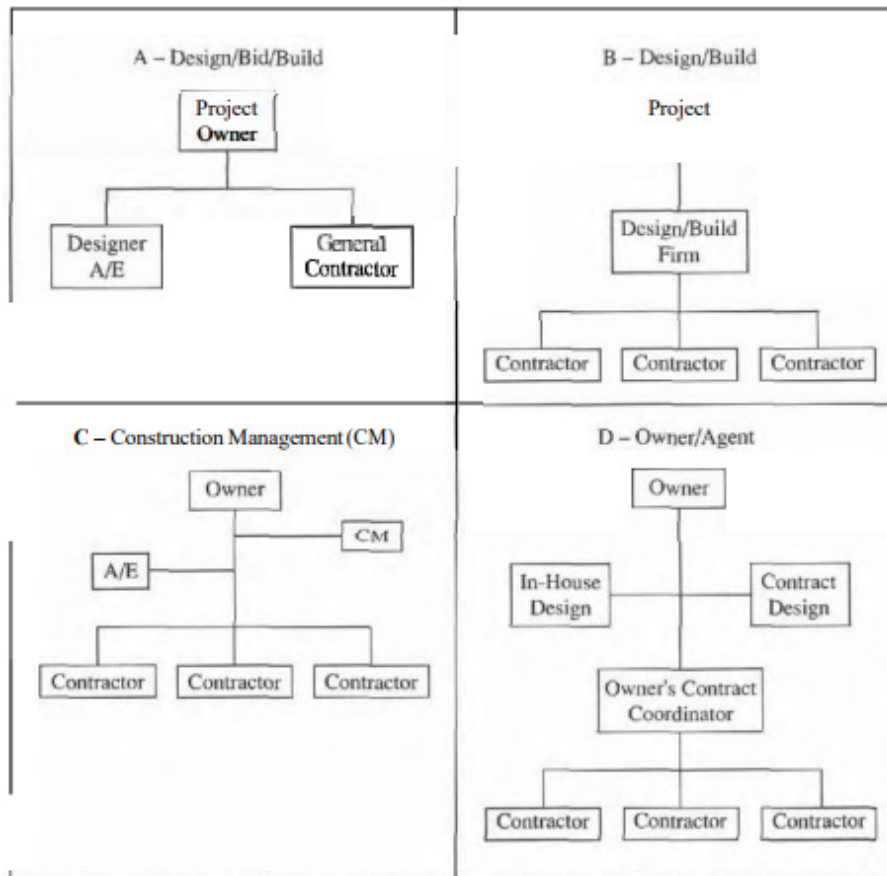 A – Design/Bid/Build
Project
Owner
Designer
A/E
General
Contractor
B – Design/Build
Project
Design/Build
Firm
Contractor
Contractor
Contractor
C – Construction Management (CM)
Owner
CM
A/E
Contractor
Contractor
Contractor
D – Owner/Agent
Owner
In-House
Design
Contract
Design
Owner's Contract
Coordinator
Contractor
Contractor
Contractor